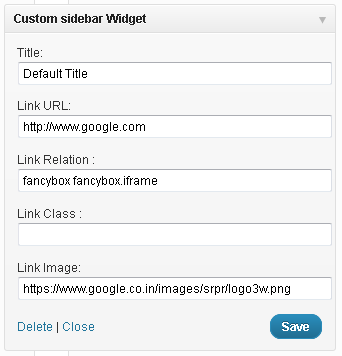 Custom sidebar Widget
Title:
Default Title
Link URL:
http://www.google.com
Link Relation :
fancybox fancybox.iframe
Link Class :
Link Image:
https://www.google.co.in/images/srpr/logo3w.png
Delete | Close Save